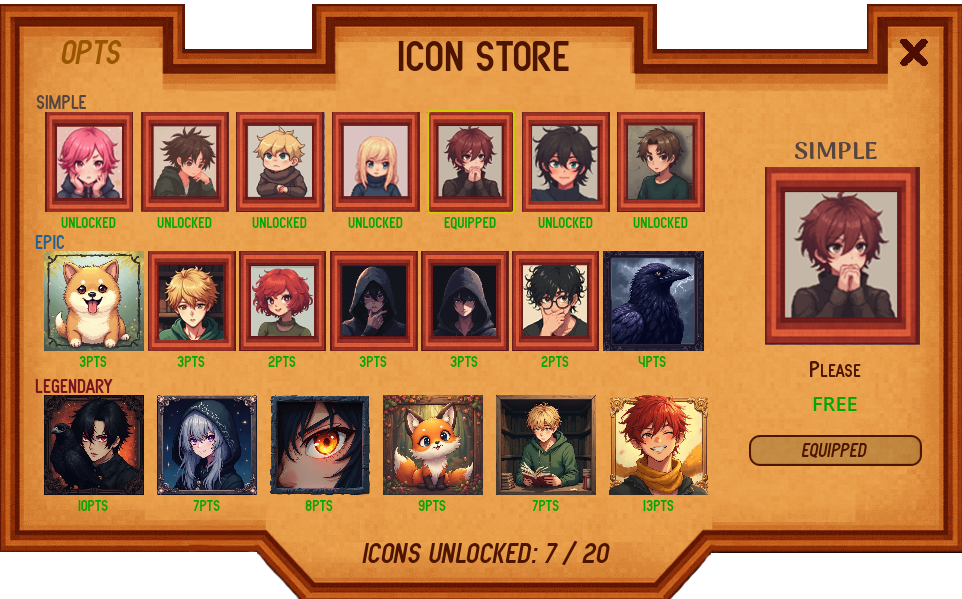 0PTS
ICON STORE
SIMPLE
UNLOCKED UNLOCKED UNLOCKED UNLOCKED EQUIPPED UNLOCKED UNLOCKED
EPIC
3PTS 3PTS 2PTS 3PTS 3PTS 2PTS 4PTS
LEGENDARY
10PTS 7PTS 8PTS 9PTS 7PTS 13PTS
SIMPLE
PLEASE
FREE
EQUIPPED
ICONS UNLOCKED: 7 / 20